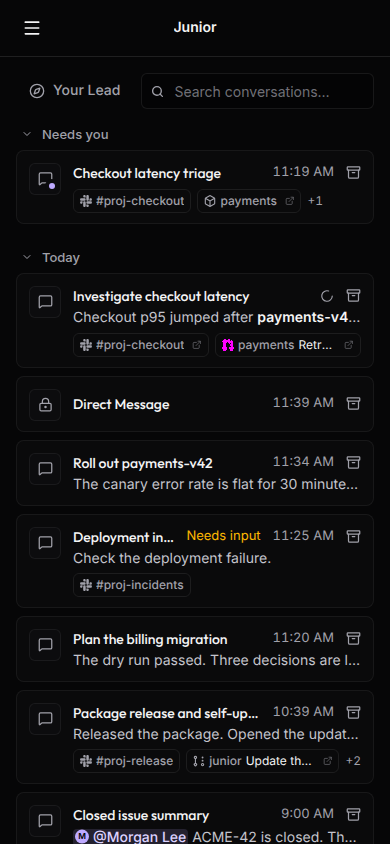 Junior
Your Lead
Search conversations...
Needs you
Checkout latency triage 11:19 AM
#proj-checkout payments +1
Today
Investigate checkout latency
Checkout p95 jumped after payments-v4...
#proj-checkout payments Retr...
Direct Message 11:39 AM
Roll out payments-v42 11:34 AM
The canary error rate is flat for 30 minute...
Deployment in... Needs input 11:25 AM
Check the deployment failure.
#proj-incidents
Plan the billing migration 11:20 AM
The dry run passed. Three decisions are l...
Package release and self-up... 10:39 AM
Released the package. Opened the updat...
#proj-release junior Update th... +2
Closed issue summary 9:00 AM
M @Morgan Lee ACME-42 is closed. Th...